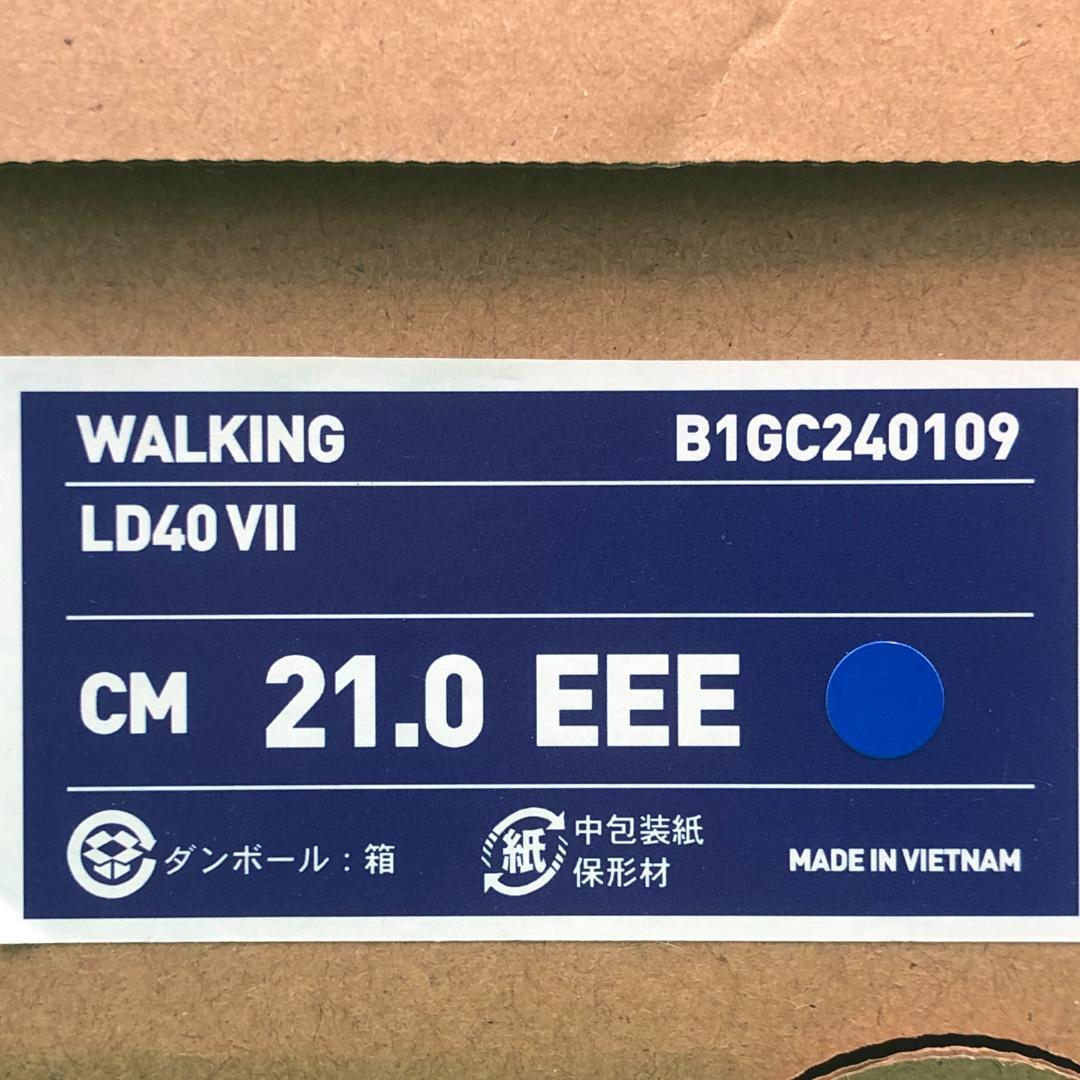 WALKING B1GC240109
LD40 VII
CM 21.0 EEE
ダンボール：箱
紙
中包装紙
保形材
MADE IN VIETNAM